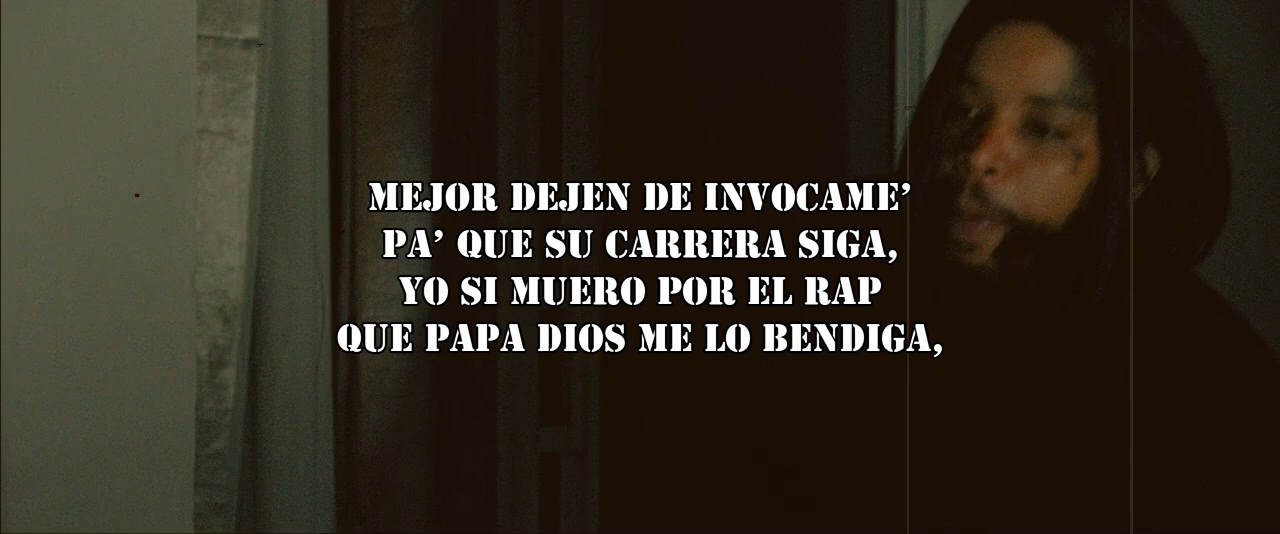 MEJOR DEJEN DE INVOCAME’
PA’ QUE SU CARRERA SIGA,
YO SI MUERO POR EL RAP
QUE PAPA DIOS ME LO BENDIGA,